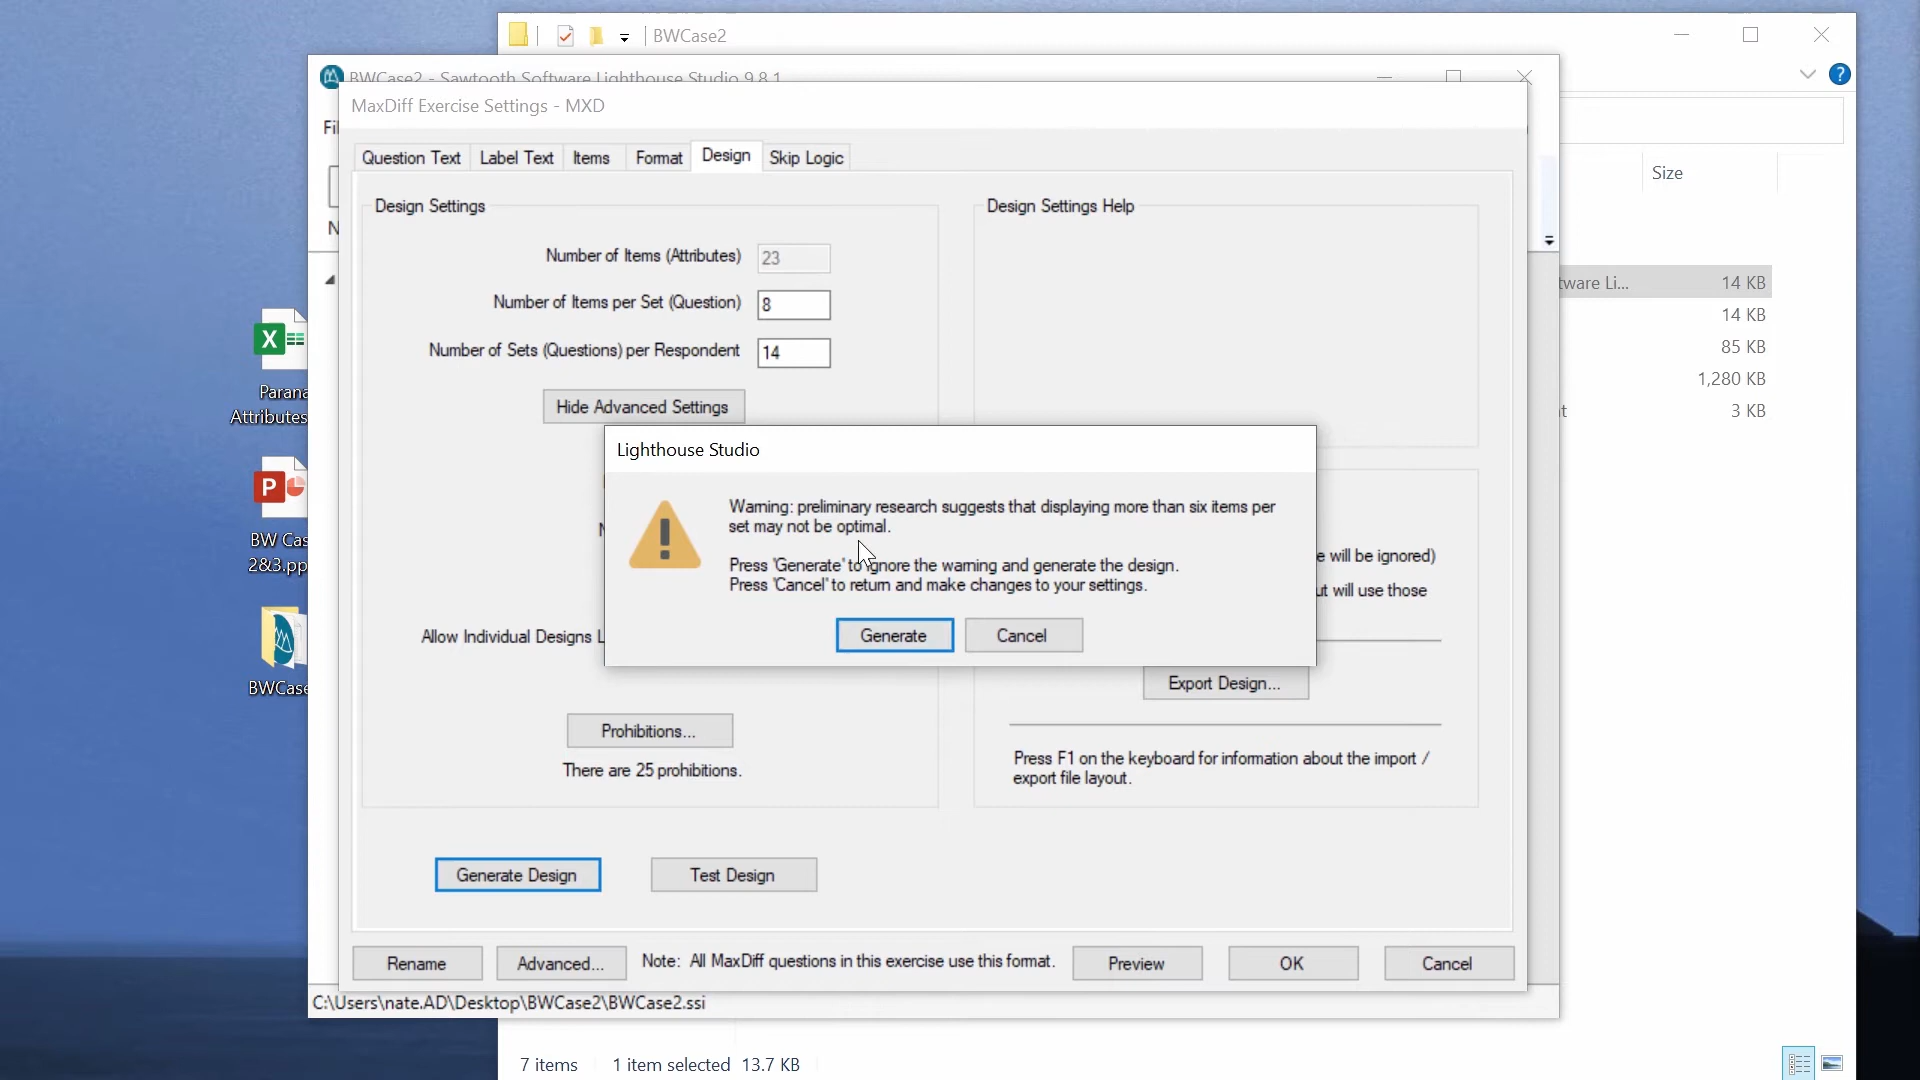 BWCase2
BWCase2 - Sawtooth Software Lighthouse Studio 9.8.1
MaxDiff Exercise Settings - MXD
Question Text
Label Text
Items
Format
Design
Skip Logic
Size
Design Settings
Design Settings Help
Number of Items (Attributes)
23
Number of Items per Set (Question)
8
Number of Sets (Questions) per Respondent
14
Hide Advanced Settings
tware Li...
14 KB
14 KB
85 KB
1,280 KB
3 KB
Parana
Attributes
BW Cas
2&3.pp
BWCase
Lighthouse Studio
Warning: preliminary research suggests that displaying more than six items per
set may not be optimal.
Press 'Generate' to ignore the warning and generate the design.
Press 'Cancel' to return and make changes to your settings.
Generate
Cancel
e will be ignored)
ut will use those
Allow Individual Designs L
Export Design...
Prohibitions...
There are 25 prohibitions.
Press F1 on the keyboard for information about the import /
export file layout.
Generate Design
Test Design
Rename
Advanced...
Note: All MaxDiff questions in this exercise use this format.
Preview
OK
Cancel
C:\Users\nate.AD\Desktop\BWCase2\BWCase2.ssi
7 items
1 item selected 13.7 KB